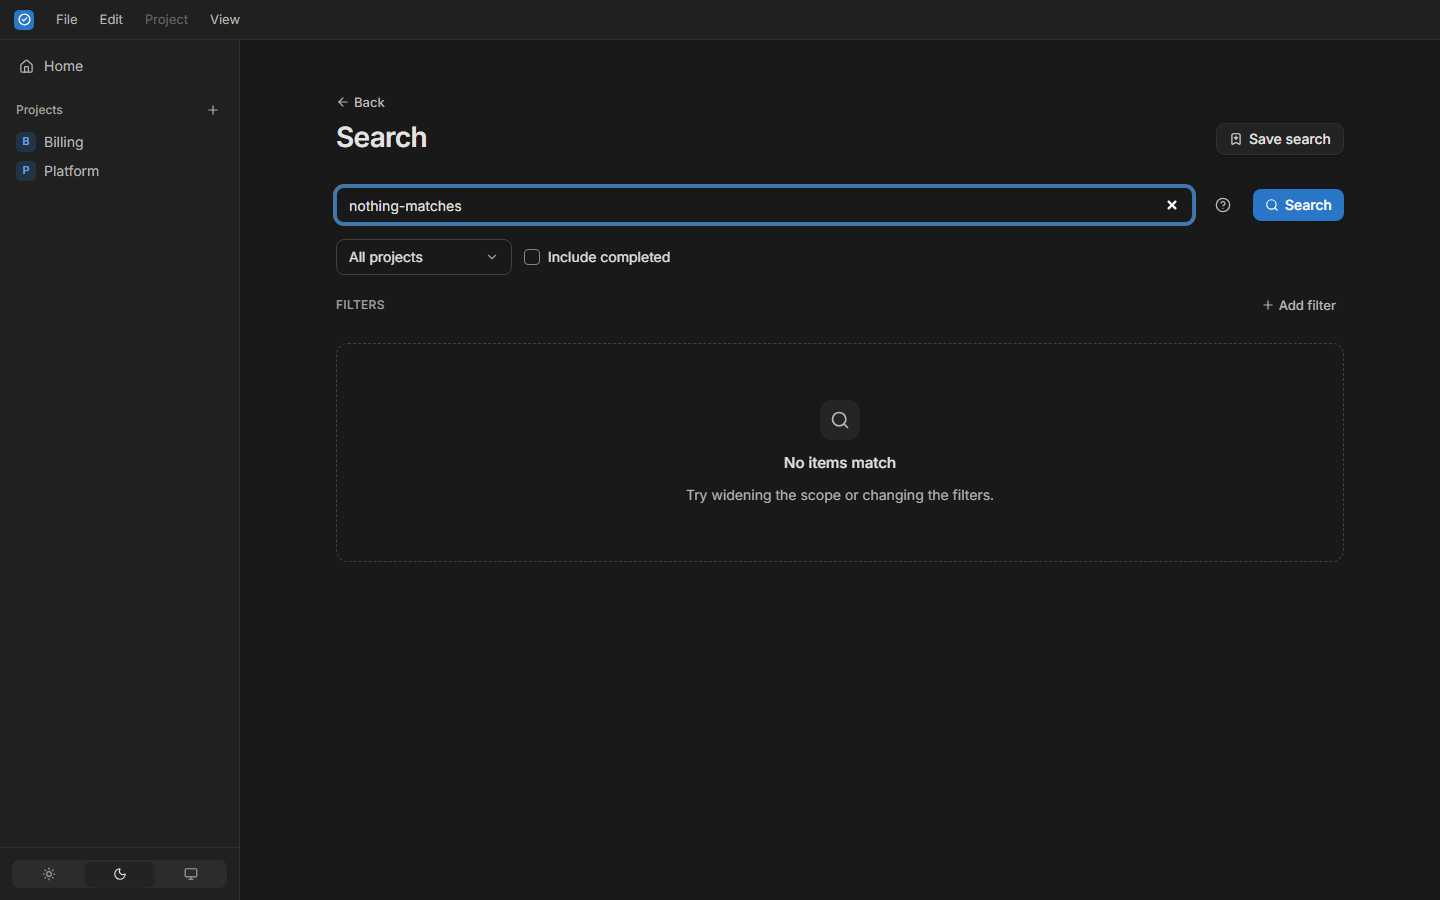 File Edit Project View
Home
Projects
B Billing
P Platform
Back
Search
Save search
nothing-matches
Search
All projects
Include completed
FILTERS
Add filter
No items match
Try widening the scope or changing the filters.